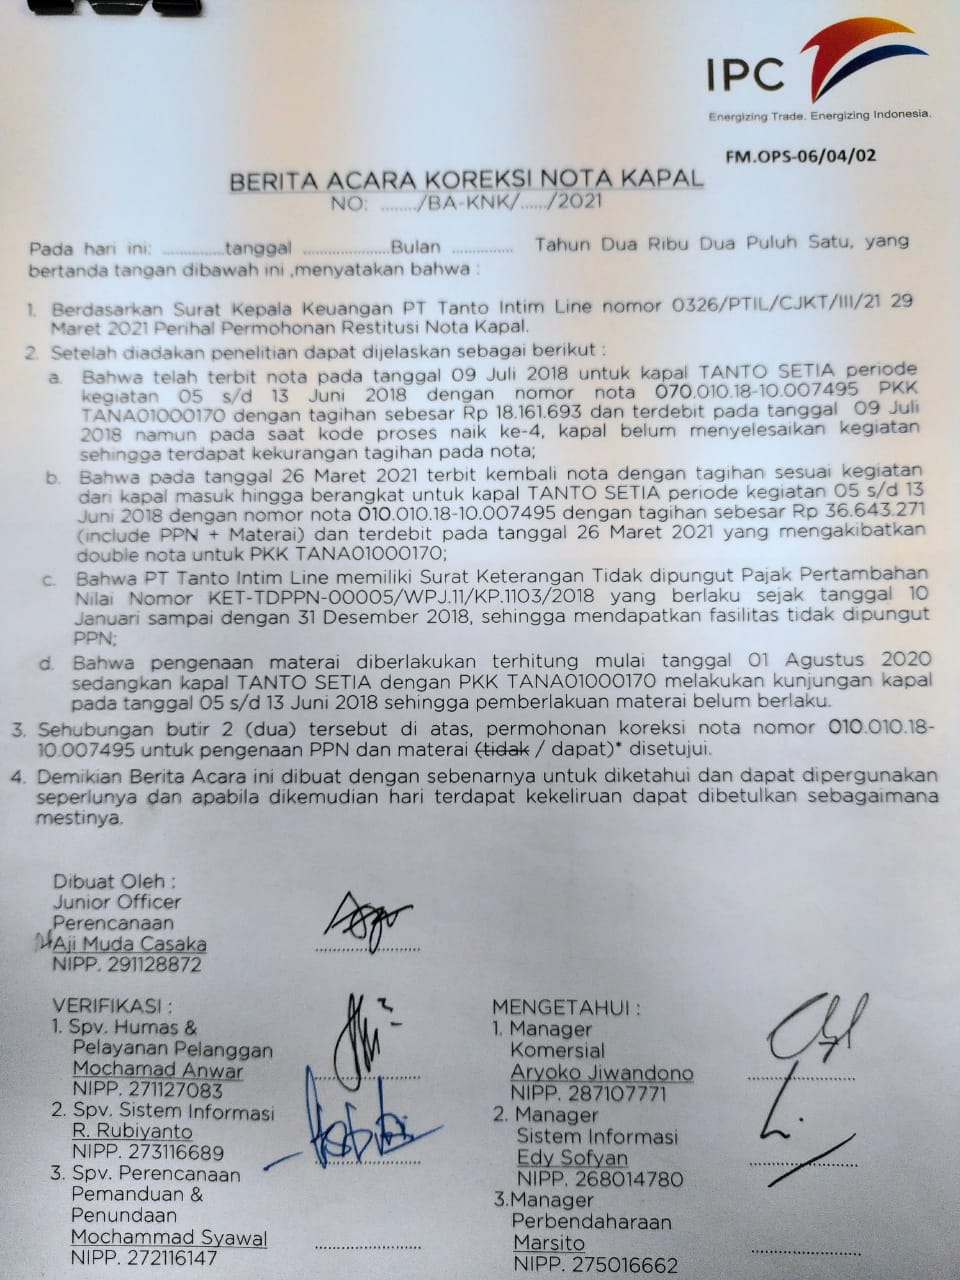 IPC
Energizing Trade. Energizing Indonesia.
FM.OPS-06/04/02
BERITA ACARA KOREKSI NOTA KAPAL
NO: ......../BA-KNK/....../2021
Pada hari ini: .............tanggal ..................Bulan ............. Tahun Dua Ribu Dua Puluh Satu, yang
bertanda tangan dibawah ini ,menyatakan bahwa :
1. Berdasarkan Surat Kepala Keuangan PT Tanto Intim Line nomor 0326/PTIL/CJKT/III/21 29
Maret 2021 Perihal Permohonan Restitusi Nota Kapal.
2. Setelah diadakan penelitian dapat dijelaskan sebagai berikut :
a. Bahwa telah terbit nota pada tanggal 09 Juli 2018 untuk kapal TANTO SETIA periode
kegiatan 05 s/d 13 Juni 2018 dengan nomor nota 070.010.18-10.007495 PKK
TANA01000170 dengan tagihan sebesar Rp 18.161.693 dan terdebit pada tanggal 09 Juli
2018 namun pada saat kode proses naik ke-4, kapal belum menyelesaikan kegiatan
sehingga terdapat kekurangan tagihan pada nota;
b. Bahwa pada tanggal 26 Maret 2021 terbit kembali nota dengan tagihan sesuai kegiatan
dari kapal masuk hingga berangkat untuk kapal TANTO SETIA periode kegiatan 05 s/d 13
Juni 2018 dengan nomor nota 010.010.18-10.007495 dengan tagihan sebesar Rp 36.643.271
(include PPN + Materai) dan terdebit pada tanggal 26 Maret 2021 yang mengakibatkan
double nota untuk PKK TANA01000170;
c. Bahwa PT Tanto Intim Line memiliki Surat Keterangan Tidak dipungut Pajak Pertambahan
Nilai Nomor KET-TDPPN-00005/WPJ.11/KP.1103/2018 yang berlaku sejak tanggal 10
Januari sampai dengan 31 Desember 2018, sehingga mendapatkan fasilitas tidak dipungut
PPN;
d. Bahwa pengenaan materai diberlakukan terhitung mulai tanggal 01 Agustus 2020
sedangkan kapal TANTO SETIA dengan PKK TANA01000170 melakukan kunjungan kapal
pada tanggal 05 s/d 13 Juni 2018 sehingga pemberlakuan materai belum berlaku.
3. Sehubungan butir 2 (dua) tersebut di atas, permohonan koreksi nota nomor 010.010.18-
10.007495 untuk pengenaan PPN dan materai (tidak / dapat)* disetujui.
4. Demikian Berita Acara ini dibuat dengan sebenarnya untuk diketahui dan dapat dipergunakan
seperlunya dan apabila dikemudian hari terdapat kekeliruan dapat dibetulkan sebagaimana
mestinya.
Dibuat Oleh :
Junior Officer
Perencanaan
Aji Muda Casaka
NIPP. 291128872
VERIFIKASI :
1. Spv. Humas &
Pelayanan Pelanggan
Mochamad Anwar
NIPP. 271127083
2. Spv. Sistem Informasi
R. Rubiyanto
NIPP. 273116689
3. Spv. Perencanaan
Pemanduan &
Penundaan
Mochammad Syawal
NIPP. 272116147
MENGETAHUI :
1. Manager
Komersial
Aryoko Jiwandono
NIPP. 287107771
2. Manager
Sistem Informasi
Edy Sofyan
NIPP. 268014780
3.Manager
Perbendaharaan
Marsito
NIPP. 275016662